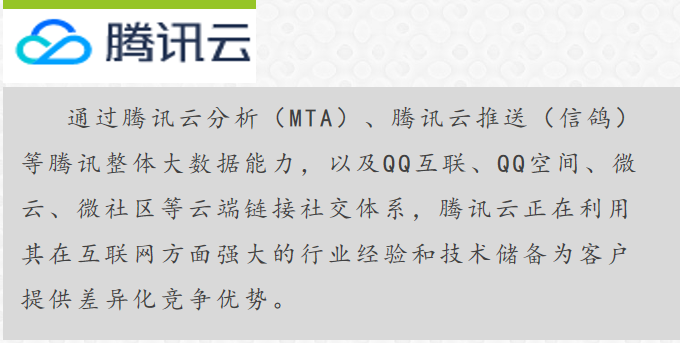 腾讯云
通过腾讯云分析（MTA）、腾讯云推送（信鸽）
等腾讯整体大数据能力，以及QQ互联、QQ空间、微
云、微社区等云端链接社交体系，腾讯云正在利用
其在互联网方面强大的行业经验和技术储备为客户
提供差异化竞争优势。